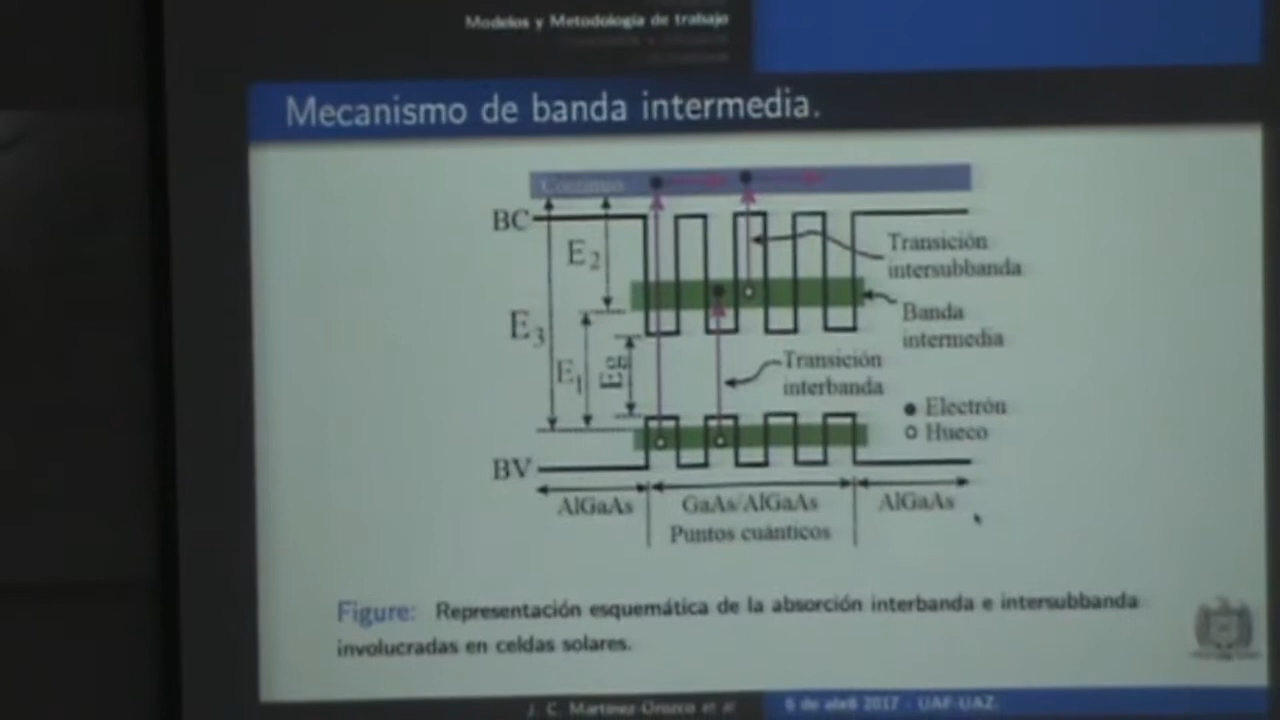 Modelos y Metodología de trabajo
Mecanismo de banda intermedia.
Continuo
BC
E2
Transición
intersubbanda
Banda
intermedia
E3
E1
Eg
Transición
interbanda
Electrón
Hueco
BV
AlGaAs
GaAs/AlGaAs
AlGaAs
Puntos cuánticos
Figure: Representación esquemática de la absorción interbanda e intersubbanda
involucradas en celdas solares.
J. C. Martínez-Orozco et al
6 de abril 2017 - UAF-UAZ.